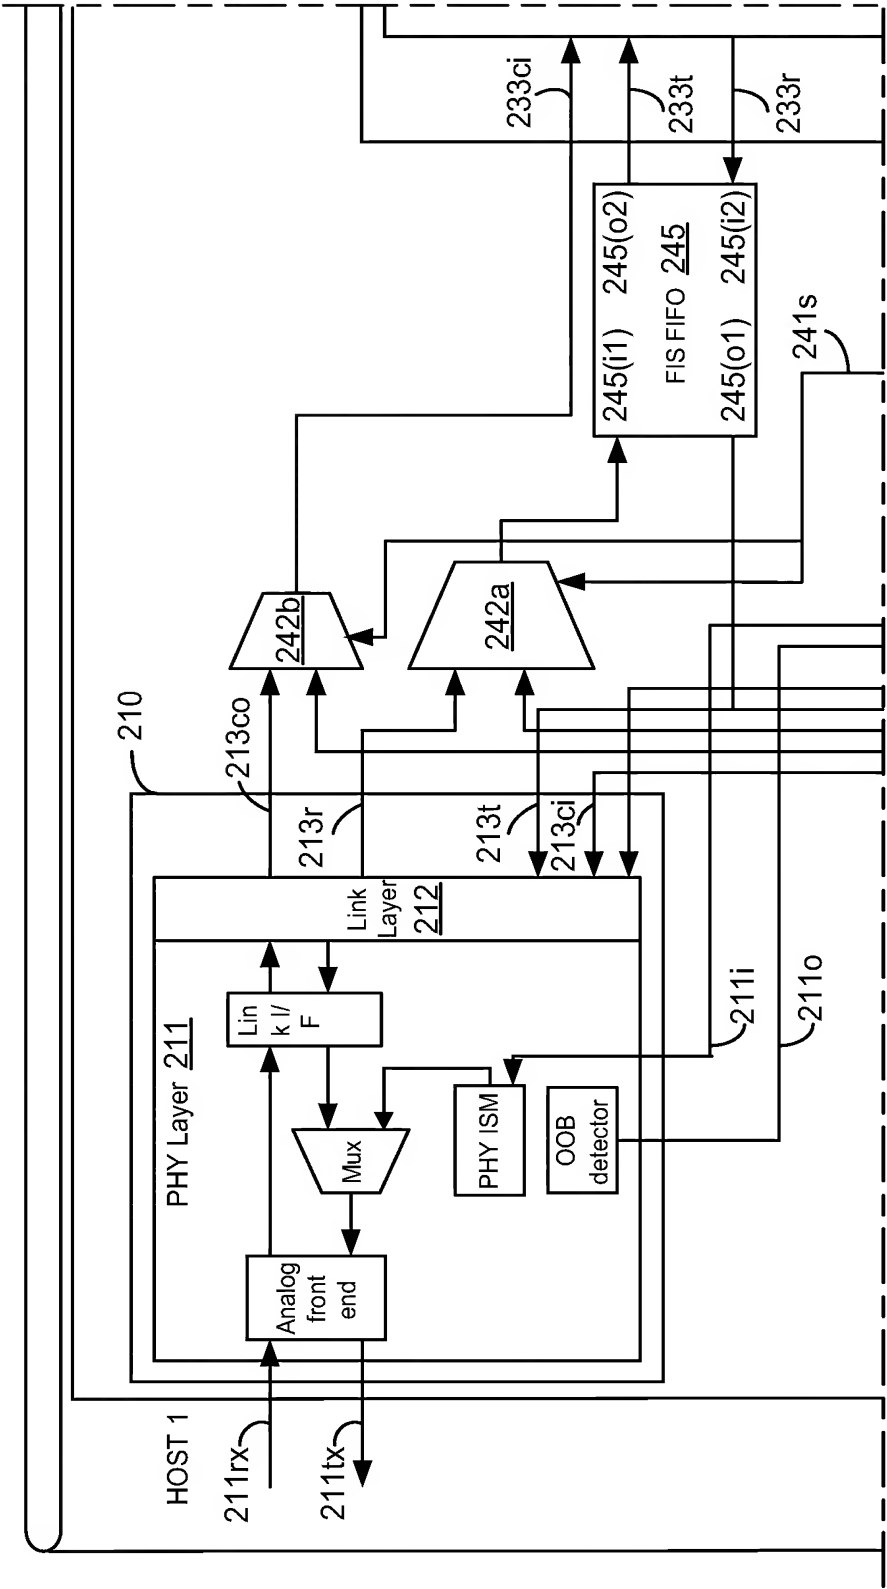 HOST 1
211rx
211tx
210
PHY Layer 211
Analog
front
end
Mux
Lin
k I/
F
PHY ISM
OOB
detector
Link
Layer
212
213co
213r
213t
213ci
211i
211o
242b
242a
241s
245(i1)
245(o2)
FIS FIFO 245
245(o1)
245(i2)
233ci
233t
233r